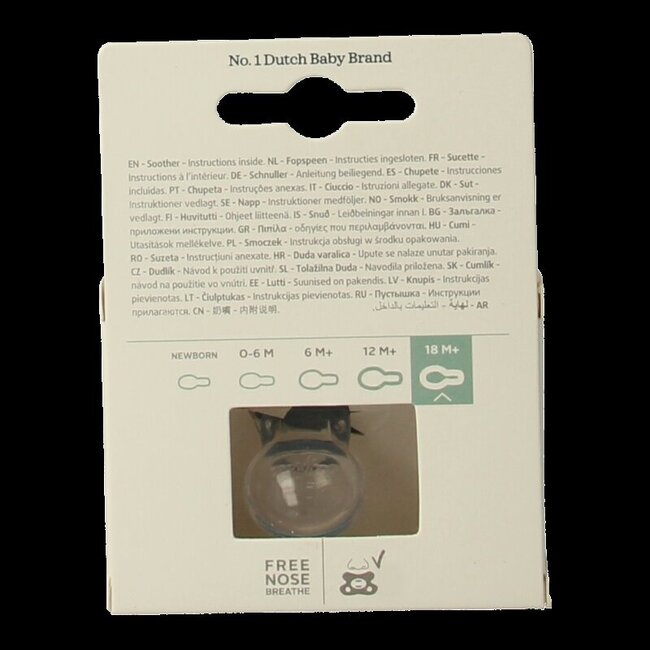 No. 1 Dutch Baby Brand
EN - Soother - Instructions inside. NL - Fopspeen - Instructies ingesloten. FR - Sucette -
Instructions à l'intérieur. DE - Schnuller - Anleitung beiliegend. ES - Chupete - Instrucciones
incluidas. PT - Chupeta - Instruções anexas. IT - Ciuccio - Istruzioni allegate. DK - Sut -
Instruktioner vedlagt. SE - Napp - Instruktioner medföljer. NO - Smokk - Bruksanvisning er
vedlagt. FI - Huvitutti - Ohjeet liitteenä. IS - Snuð - Leiðbeiningar innan í. BG - Залъгалка -
приложени инструкции. GR - Πιπίλα - οδηγίες που περιλαμβάνονται. HU - Cumi -
Utasítások mellékelve. PL - Smoczek - Instrukcja obsługi w środku opakowania.
RO - Suzeta - Instrucțiuni anexate. HR - Duda varalica - Upute se nalaze unutar pakiranja.
CZ - Dudlík - Návod k použití uvnitř. SL - Tolažilna Duda - Navodila priložena. SK - Cumlík -
návod na použitie vo vnútri. EE - Lutti - Suunised on pakendis. LV - Knupis - Instrukcijas
pievienotas. LT - Čiulptukas - Instrukcijas pievienotos. RU - Пустышка - Инструкции
прилагаются. CN - 奶嘴 - 内附说明. AR - لهاية - التعليمات بالداخل.
NEWBORN 0-6 M 6 M+ 12 M+ 18 M+
FREE
NOSE
BREATHE